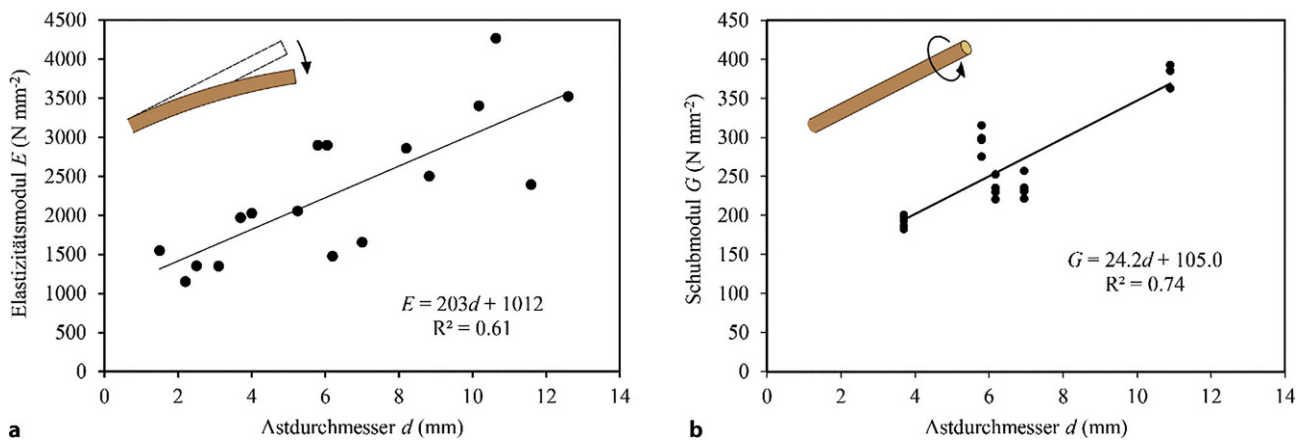 4500
4000
3500
3000
2500
2000
1500
1000
500
0
Elastizitätsmodul E (N mm⁻²)
E = 203d + 1012
R² = 0.61
0 2 4 6 8 10 12 14
Astdurchmesser d (mm)
a
450
400
350
300
250
200
150
100
50
0
Schubmodul G (N mm⁻²)
G = 24.2d + 105.0
R² = 0.74
0 2 4 6 8 10 12 14
Astdurchmesser d (mm)
b